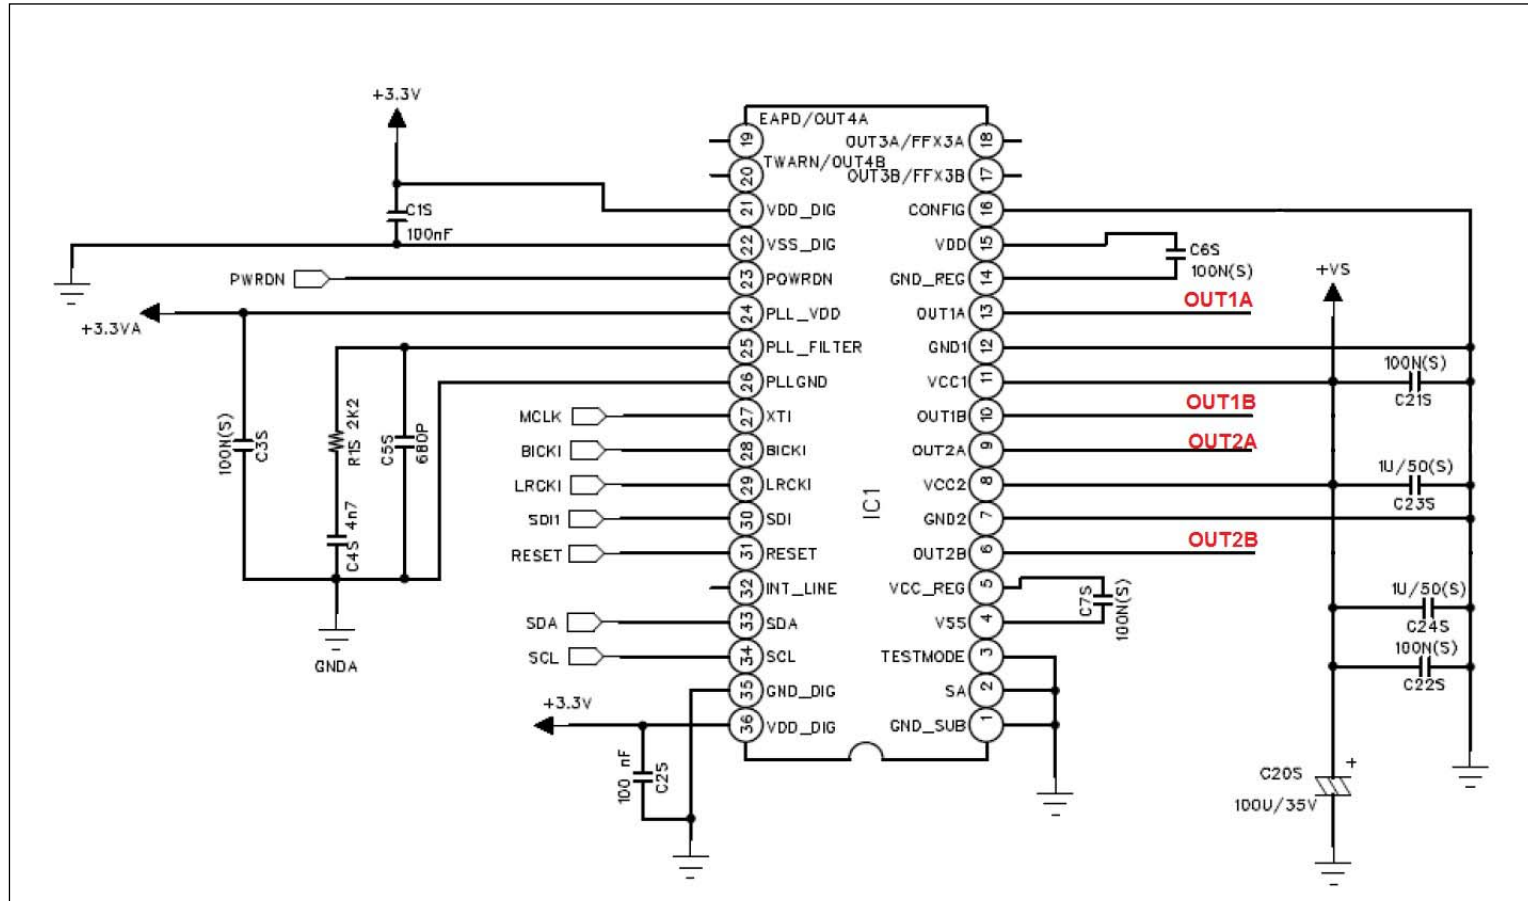 +3.3V
C1S
100nF
PWRDN
+3.3VA
100N(S)
C3S
R1S 2K2
C4S 4n7
C5S
680P
GNDA
MCLK
BICKI
LRCKI
SDI1
RESET
SDA
SCL
+3.3V
100 nF
C2S
19 EAPD/OUT4A
20 TWARN/OUT4B
21 VDD_DIG
22 VSS_DIG
23 POWRDN
24 PLL_VDD
25 PLL_FILTER
26 PLLGND
27 XTI
28 BICKI
29 LRCKI
30 SDI
31 RESET
32 INT_LINE
33 SDA
34 SCL
35 GND_DIG
36 VDD_DIG
IC1
OUT3A/FFX3A 18
OUT3B/FFX3B 17
CONFIG 16
VDD 15
GND_REG 14
OUT1A 13
GND1 12
VCC1 11
OUT1B 10
OUT2A 9
VCC2 8
GND2 7
OUT2B 6
VCC_REG 5
VSS 4
TESTMODE 3
SA 2
GND_SUB 1
C6S
100N(S)
OUT1A
OUT1B
OUT2A
OUT2B
C7S
100N(S)
+VS
100N(S)
C21S
1U/50(S)
C23S
1U/50(S)
C24S
100N(S)
C22S
C20S
+
100U/35V